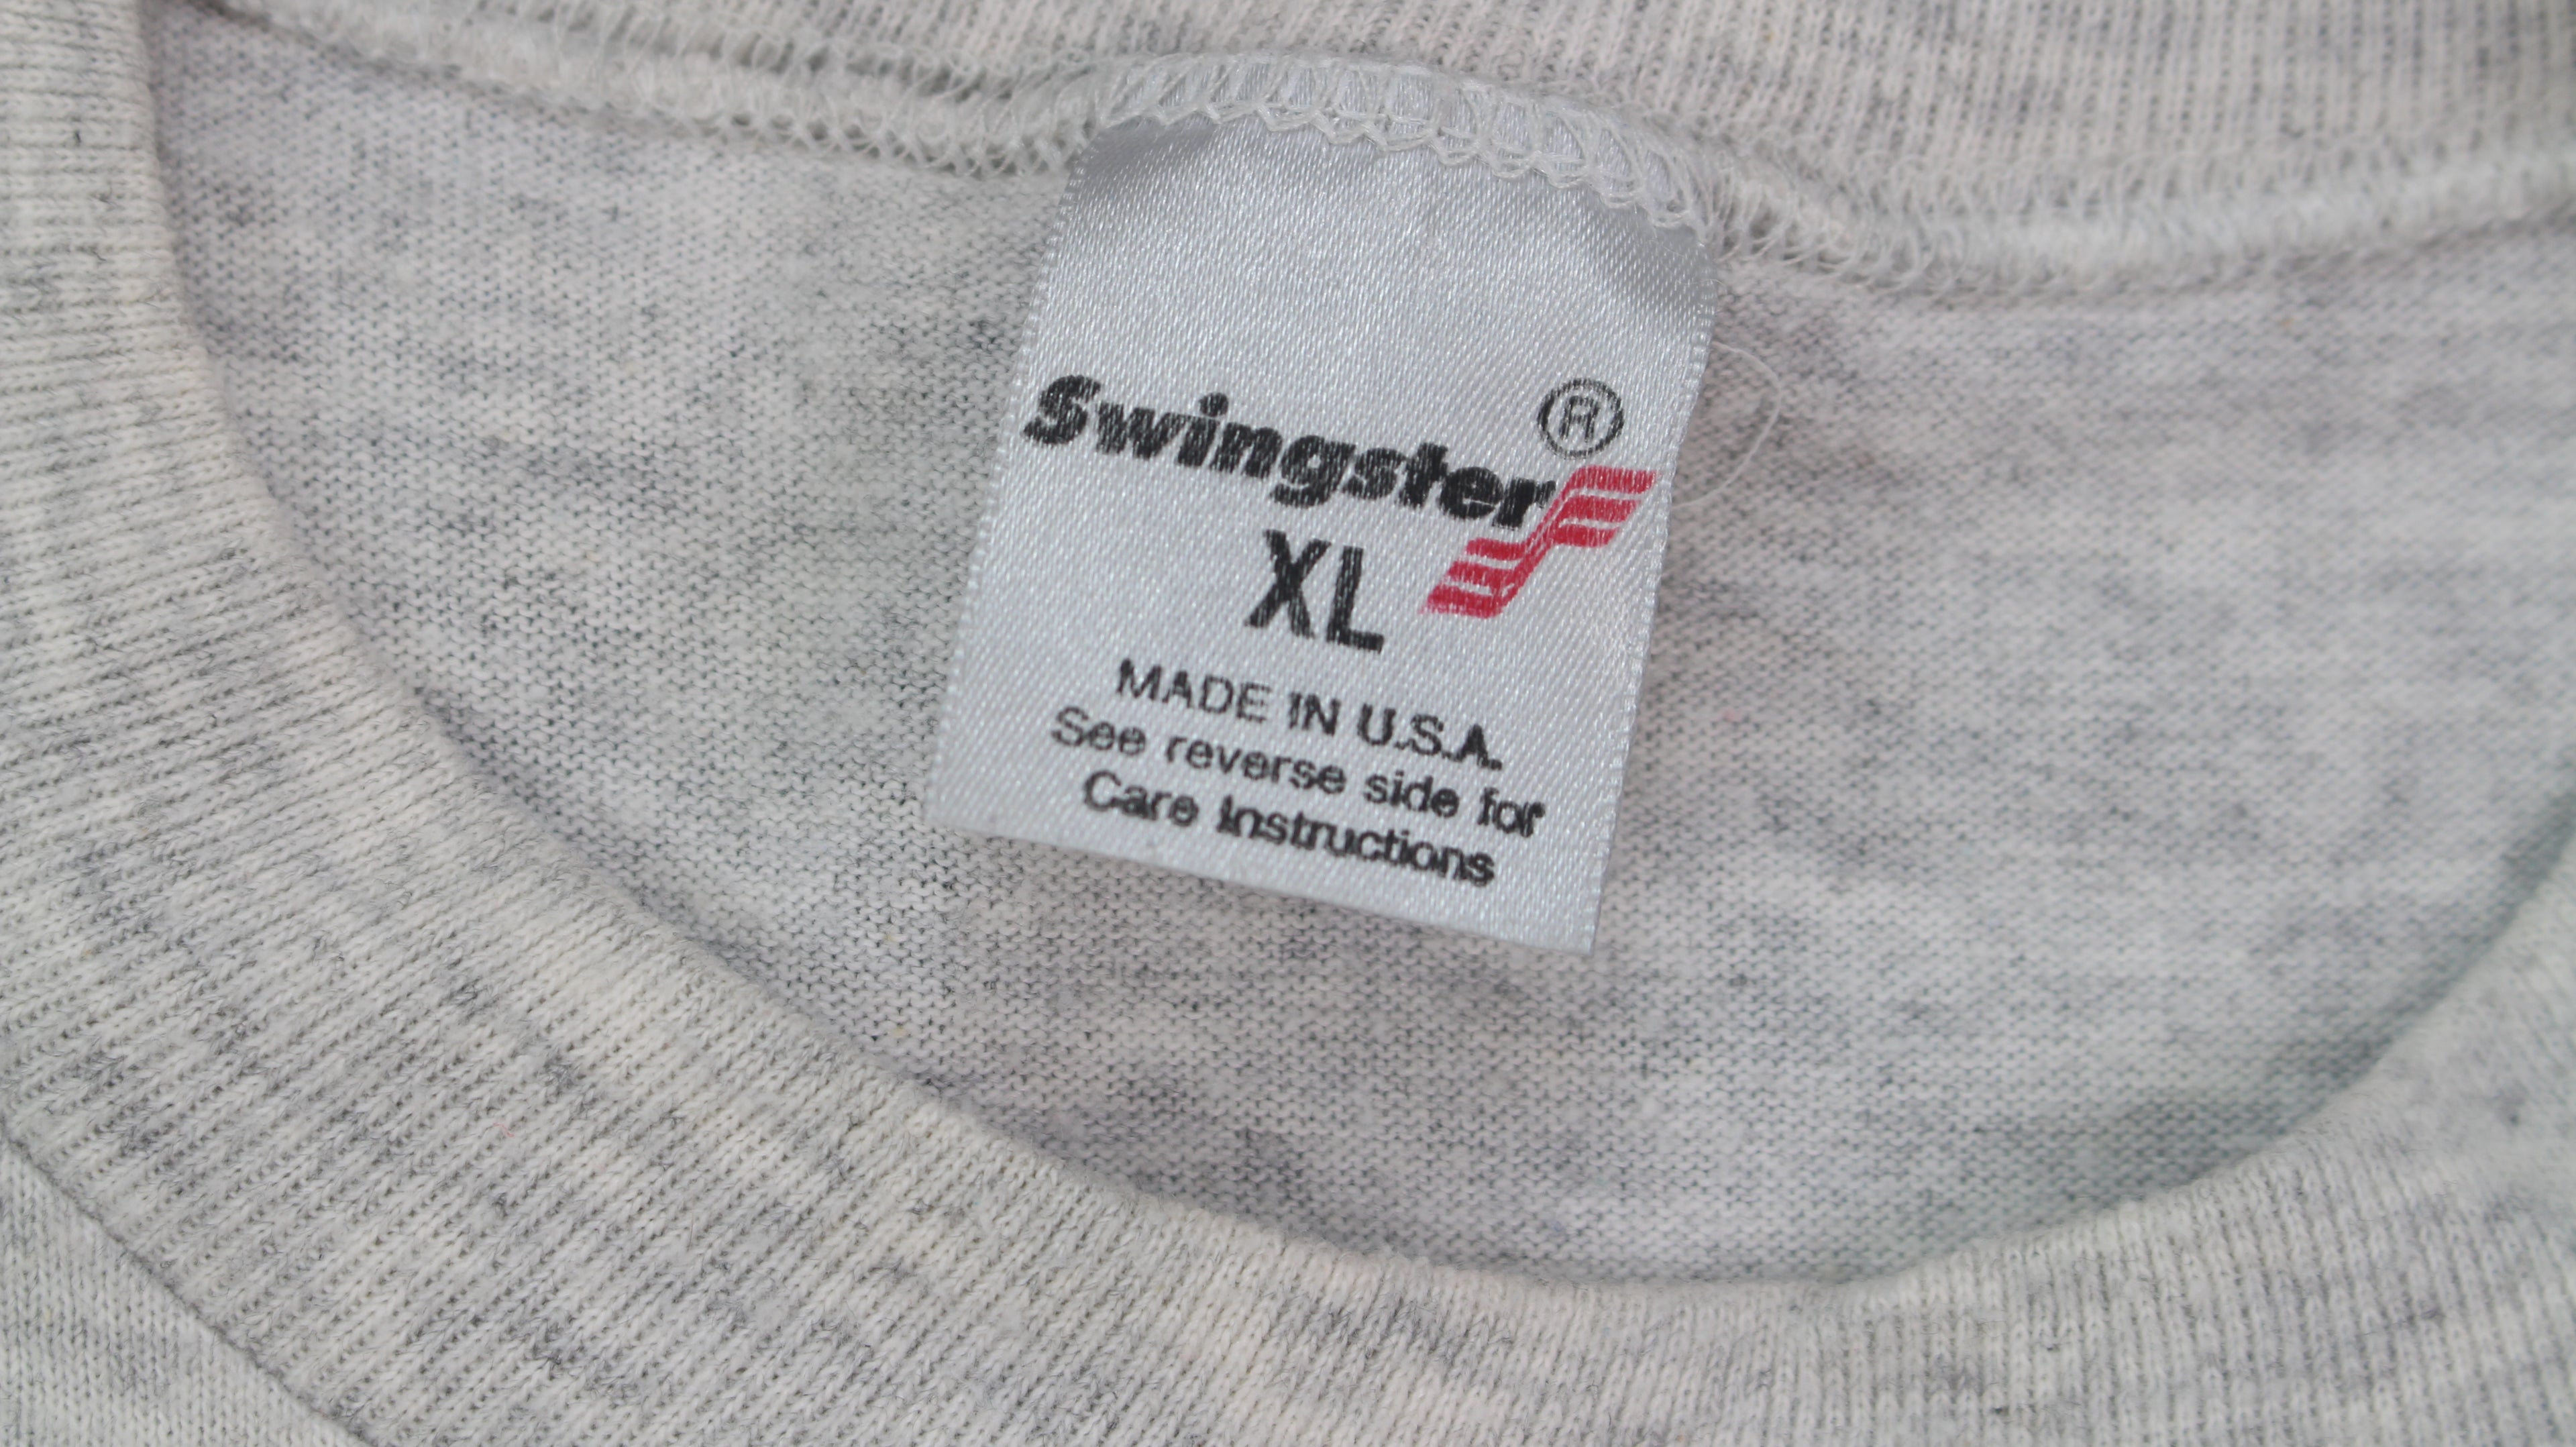 Swingster®
XL
MADE IN U.S.A.
See reverse side for
Care Instructions